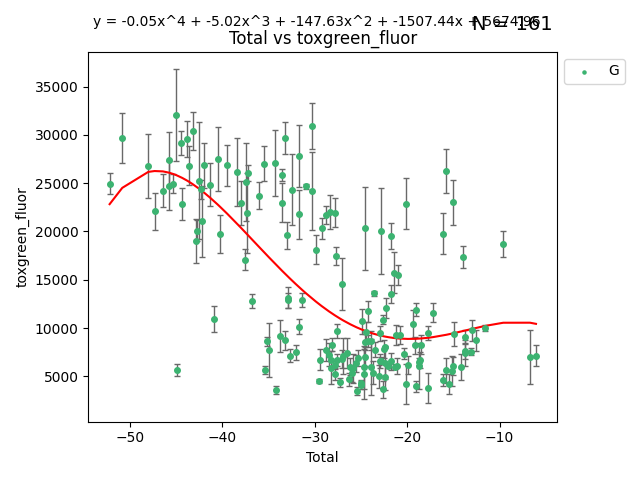 y = -0.05x^4 + -5.02x^3 + -147.63x^2 + -1507.44x + 5674.96
N = 161
Total vs toxgreen_fluor
G
35000
30000
25000
20000
15000
10000
5000
toxgreen_fluor
−50 −40 −30 −20 −10
Total